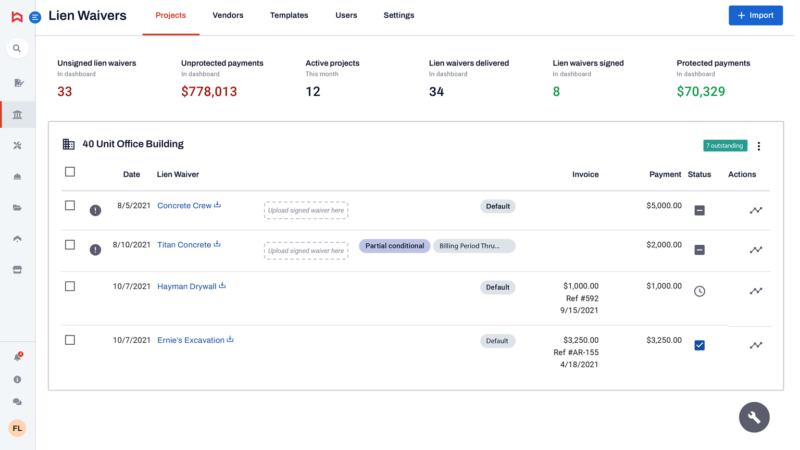 Lien Waivers
Projects
Vendors
Templates
Users
Settings
+ Import
Unsigned lien waivers
In dashboard
33
Unprotected payments
In dashboard
$778,013
Active projects
This month
12
Lien waivers delivered
In dashboard
34
Lien waivers signed
In dashboard
8
Protected payments
In dashboard
$70,329
40 Unit Office Building
7 outstanding
Date Lien Waiver Invoice Payment Status Actions
8/5/2021 Concrete Crew Upload signed waiver here Default $5,000.00
8/10/2021 Titan Concrete Upload signed waiver here Partial conditional Billing Period Thru... $2,000.00
10/7/2021 Hayman Drywall Default $1,000.00 $1,000.00
Ref #592
9/15/2021
10/7/2021 Ernie's Excavation Default $3,250.00 $3,250.00
Ref #AR-155
4/18/2021
FL